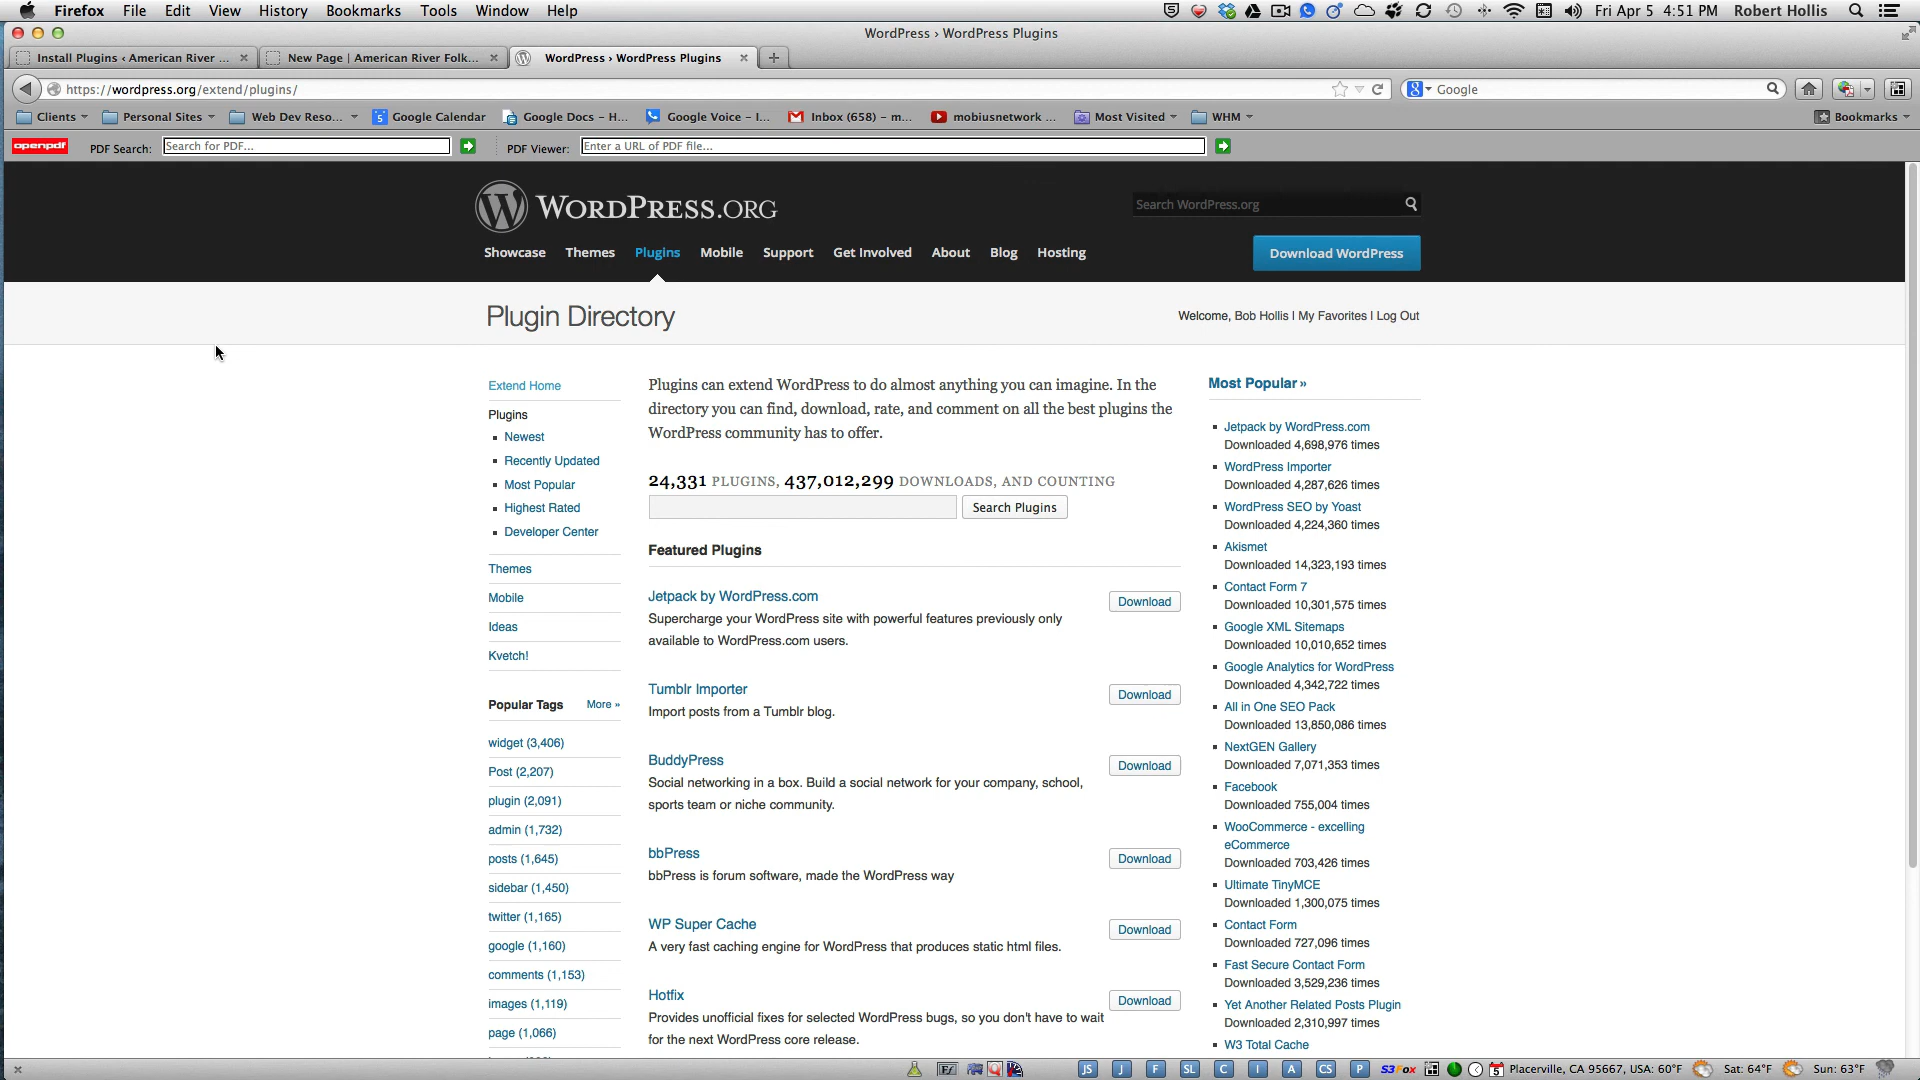 Firefox File Edit View History Bookmarks Tools Window Help
Fri Apr 5 4:51 PM Robert Hollis
WordPress › WordPress Plugins
Install Plugins ‹ American River ...
New Page | American River Folk...
WordPress › WordPress Plugins
https://wordpress.org/extend/plugins/
Google
Clients
Personal Sites
Web Dev Reso...
Google Calendar
Google Docs – H...
Google Voice – I...
Inbox (658) – m...
mobiusnetwork ...
Most Visited
WHM
Bookmarks
openpdf
PDF Search:
Search for PDF...
PDF Viewer:
Enter a URL of PDF file...
WORDPRESS.ORG
Search WordPress.org
Showcase Themes Plugins Mobile Support Get Involved About Blog Hosting
Download WordPress
Plugin Directory
Welcome, Bob Hollis | My Favorites | Log Out
Extend Home
Plugins
Newest
Recently Updated
Most Popular
Highest Rated
Developer Center
Themes
Mobile
Ideas
Kvetch!
Popular Tags More »
widget (3,406)
Post (2,207)
plugin (2,091)
admin (1,732)
posts (1,645)
sidebar (1,450)
twitter (1,165)
google (1,160)
comments (1,153)
images (1,119)
page (1,066)
Plugins can extend WordPress to do almost anything you can imagine. In the
directory you can find, download, rate, and comment on all the best plugins the
WordPress community has to offer.
24,331 PLUGINS, 437,012,299 DOWNLOADS, AND COUNTING
Search Plugins
Featured Plugins
Jetpack by WordPress.com
Download
Supercharge your WordPress site with powerful features previously only
available to WordPress.com users.
Tumblr Importer
Download
Import posts from a Tumblr blog.
BuddyPress
Download
Social networking in a box. Build a social network for your company, school,
sports team or niche community.
bbPress
Download
bbPress is forum software, made the WordPress way
WP Super Cache
Download
A very fast caching engine for WordPress that produces static html files.
Hotfix
Download
Provides unofficial fixes for selected WordPress bugs, so you don't have to wait
for the next WordPress core release.
Most Popular »
Jetpack by WordPress.com
Downloaded 4,698,976 times
WordPress Importer
Downloaded 4,287,626 times
WordPress SEO by Yoast
Downloaded 4,224,360 times
Akismet
Downloaded 14,323,193 times
Contact Form 7
Downloaded 10,301,575 times
Google XML Sitemaps
Downloaded 10,010,652 times
Google Analytics for WordPress
Downloaded 4,342,722 times
All in One SEO Pack
Downloaded 13,850,086 times
NextGEN Gallery
Downloaded 7,071,353 times
Facebook
Downloaded 755,004 times
WooCommerce - excelling
eCommerce
Downloaded 703,426 times
Ultimate TinyMCE
Downloaded 1,300,075 times
Contact Form
Downloaded 727,096 times
Fast Secure Contact Form
Downloaded 3,529,236 times
Yet Another Related Posts Plugin
Downloaded 2,310,997 times
W3 Total Cache
JS J F SL C I A CS P S3Fox 5 Placerville, CA 95667, USA: 60°F Sat: 64°F Sun: 63°F